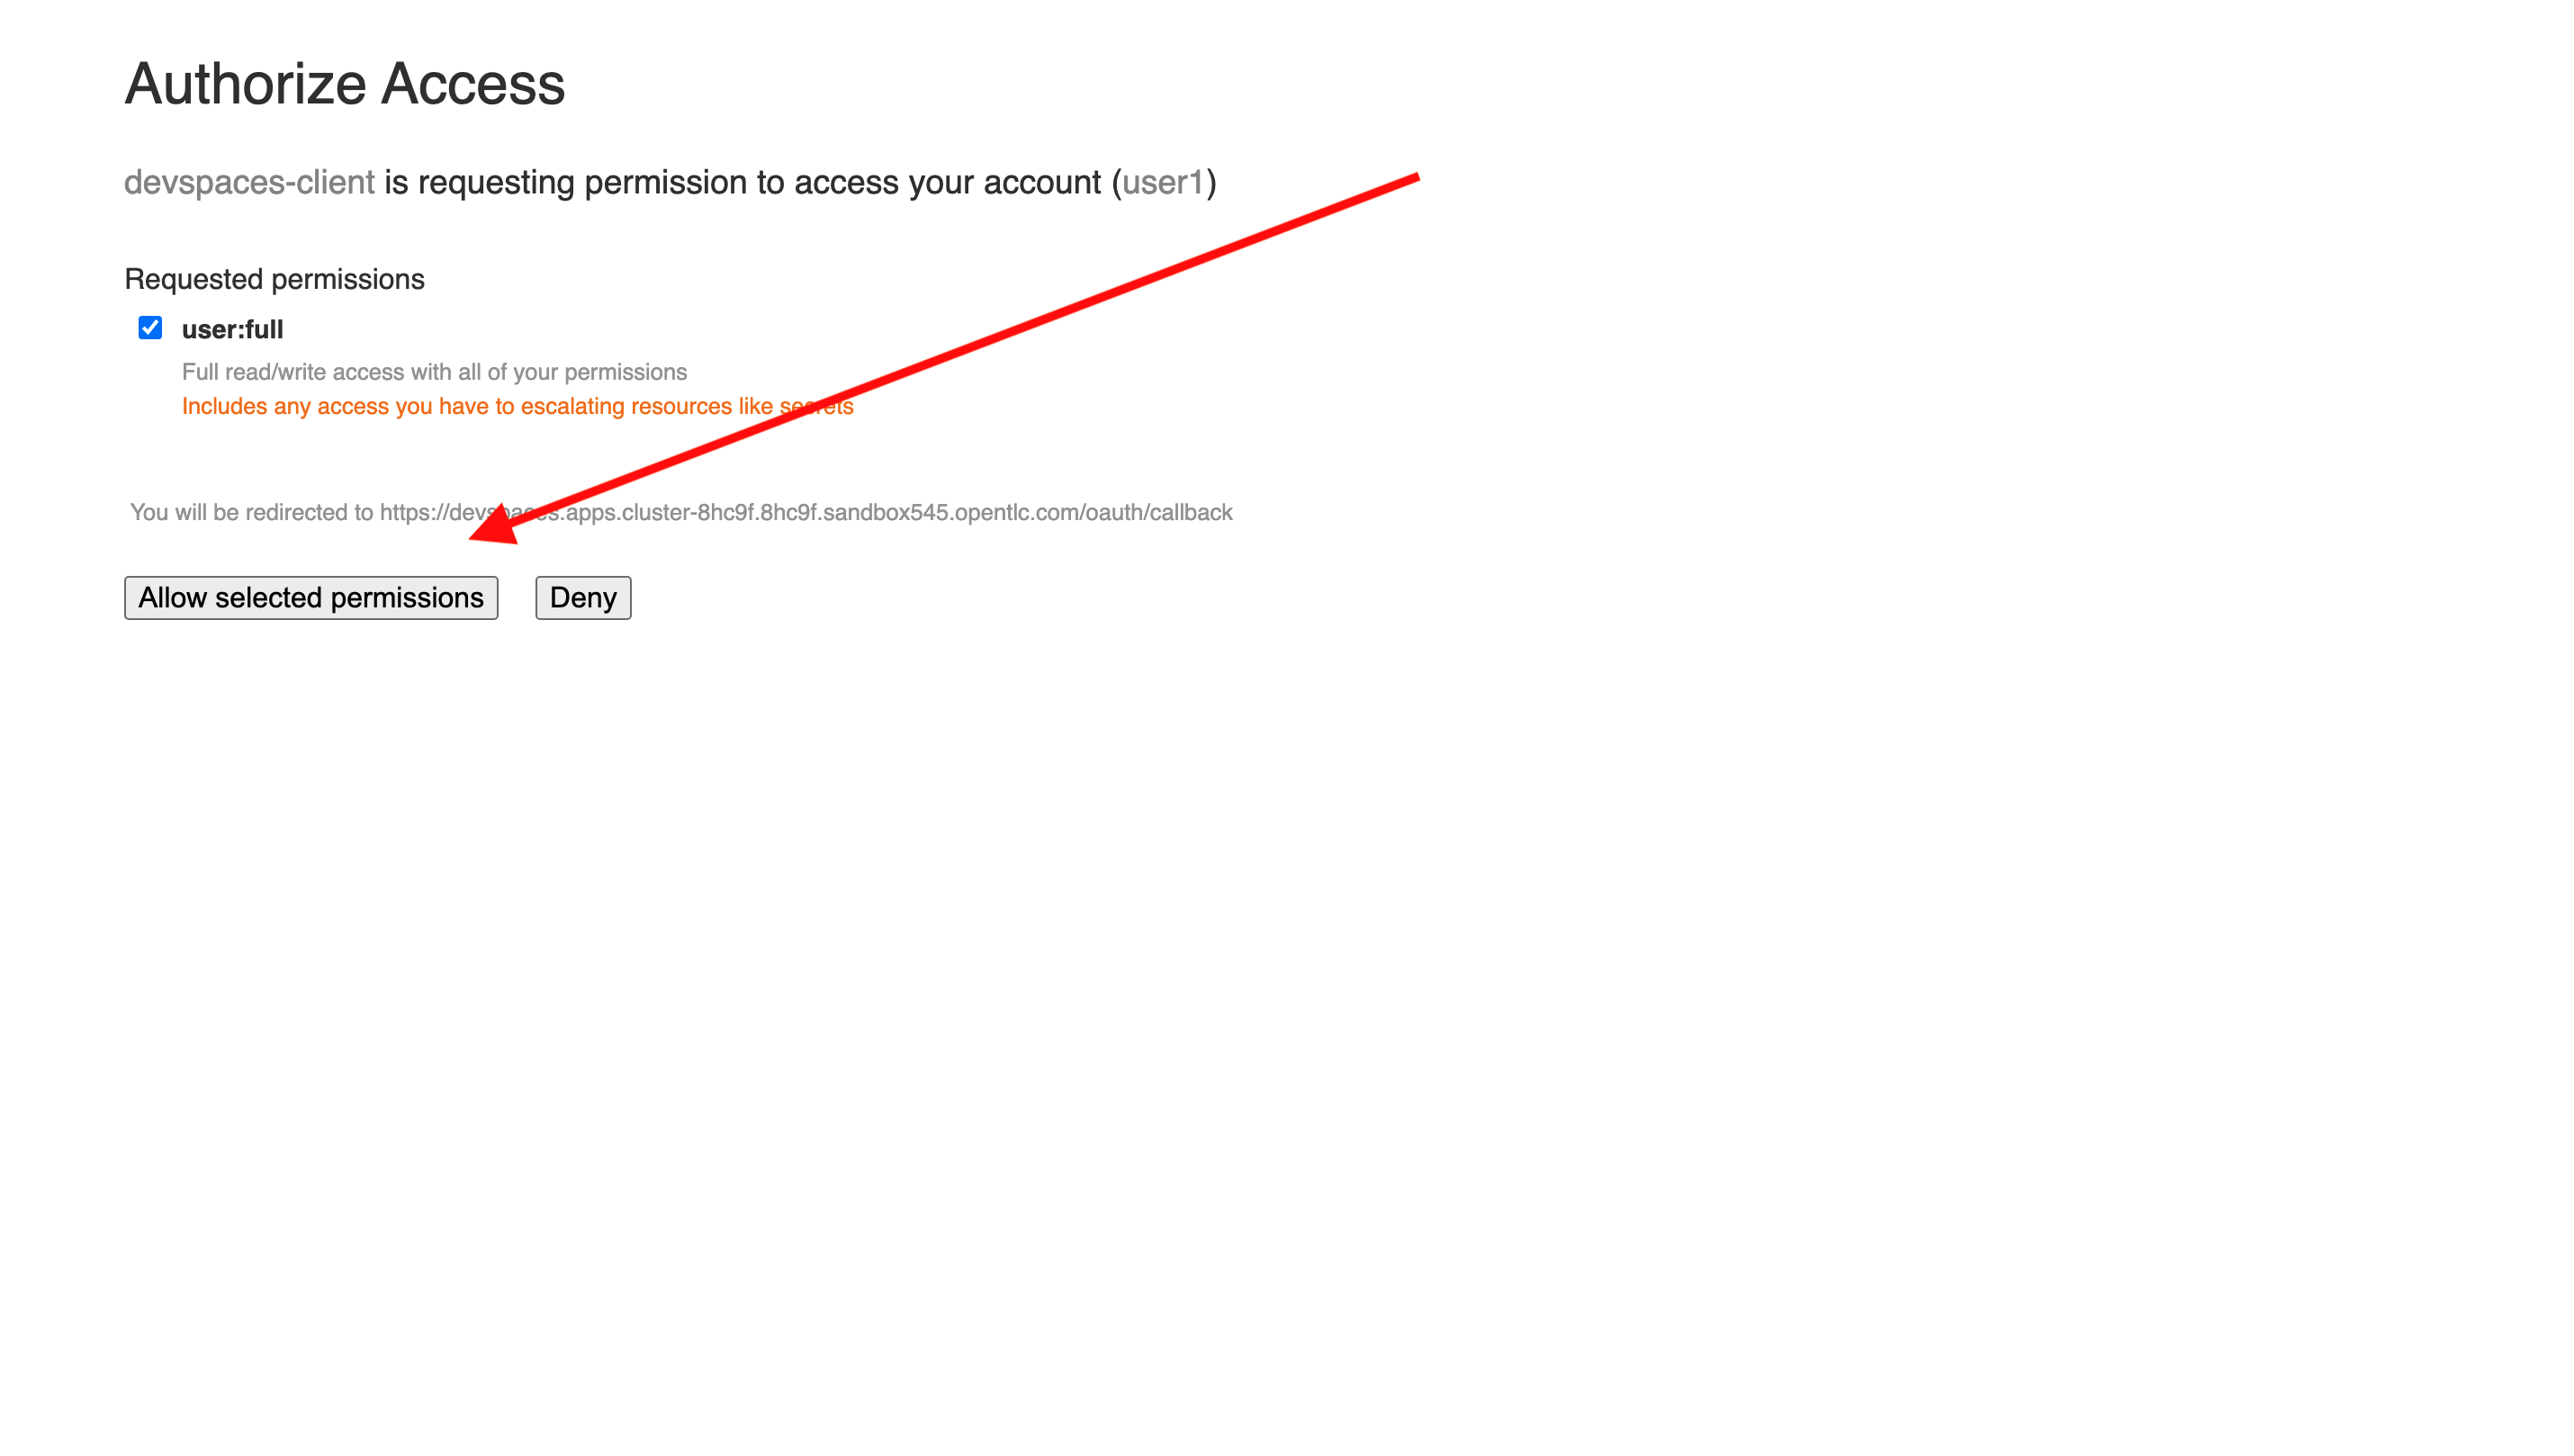 Authorize Access
devspaces-client is requesting permission to access your account (user1)
Requested permissions
user:full
Full read/write access with all of your permissions
Includes any access you have to escalating resources like secrets
You will be redirected to https://devspaces.apps.cluster-8hc9f.8hc9f.sandbox545.opentlc.com/oauth/callback
Allow selected permissions Deny